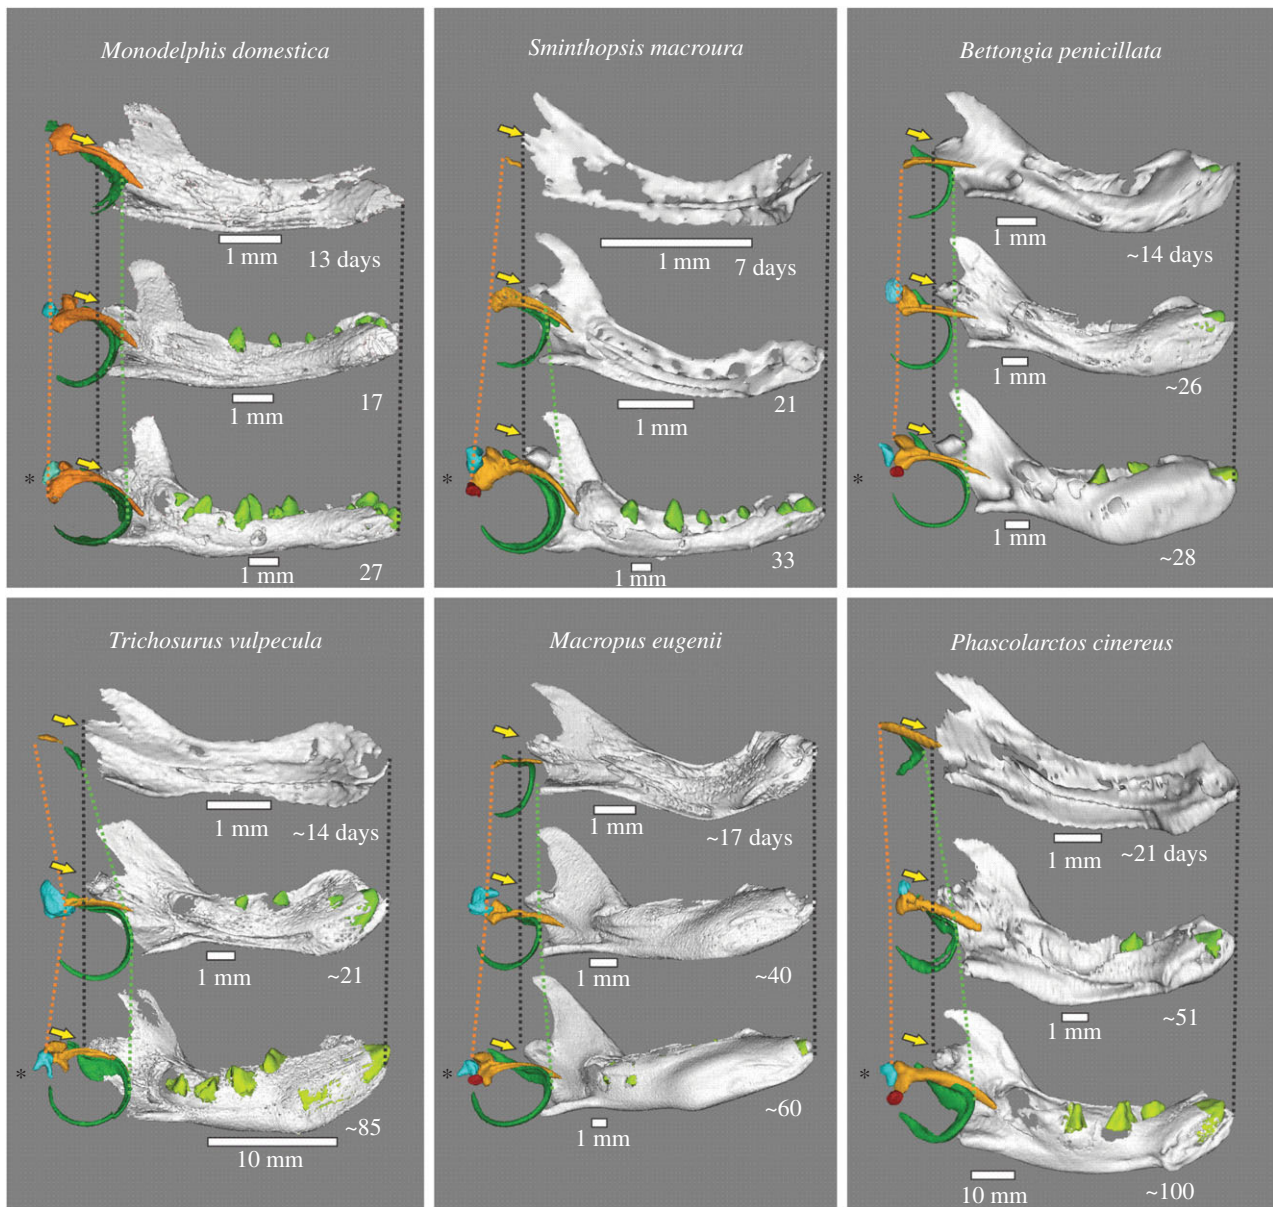 Monodelphis domestica
1 mm
13 days
1 mm
17
*
1 mm
27
Sminthopsis macroura
1 mm
7 days
1 mm
21
*
1 mm
33
Bettongia penicillata
1 mm
~14 days
1 mm
~26
*
1 mm
~28
Trichosurus vulpecula
1 mm
~14 days
1 mm
~21
*
10 mm
~85
Macropus eugenii
1 mm
~17 days
1 mm
~40
*
1 mm
~60
Phascolarctos cinereus
1 mm
~21 days
1 mm
~51
*
10 mm
~100